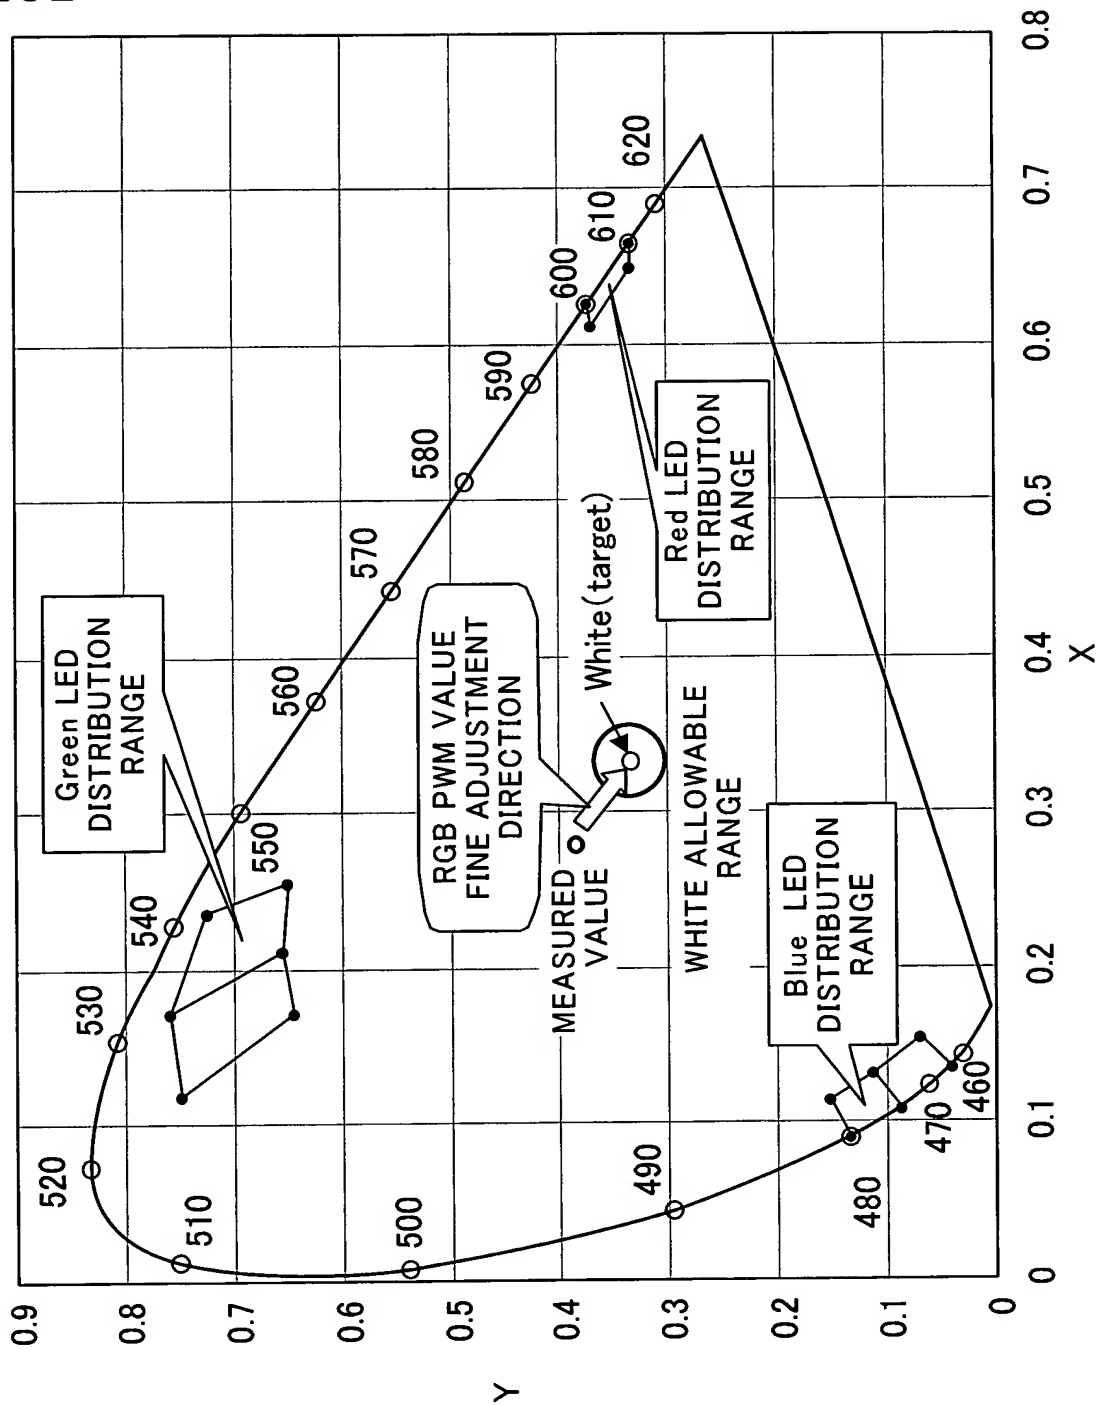 Y
0.9
0.8
0.7
0.6
0.5
0.4
0.3
0.2
0.1
0
520
530
540
510
550
560
570
580
590
600
610
620
500
490
480
470
460
Green LED
DISTRIBUTION
RANGE
RGB PWM VALUE
FINE ADJUSTMENT
DIRECTION
White(target)
MEASURED
VALUE
WHITE ALLOWABLE
RANGE
Red LED
DISTRIBUTION
RANGE
Blue LED
DISTRIBUTION
RANGE
0
0.1
0.2
0.3
0.4
0.5
0.6
0.7
0.8
X